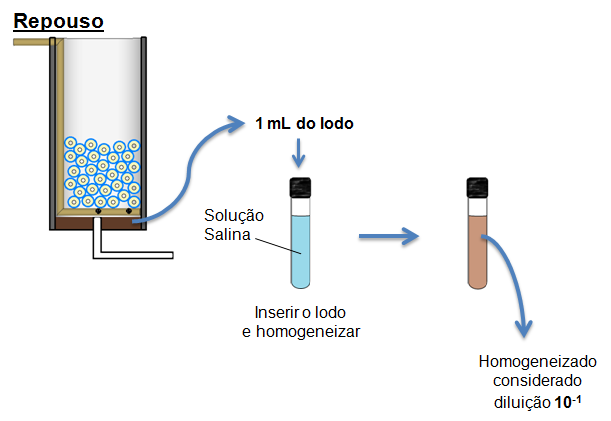 Repouso
1 mL do lodo
Solução
Salina
Inserir o lodo
e homogeneizar
Homogeneizado
considerado
diluição 10⁻¹